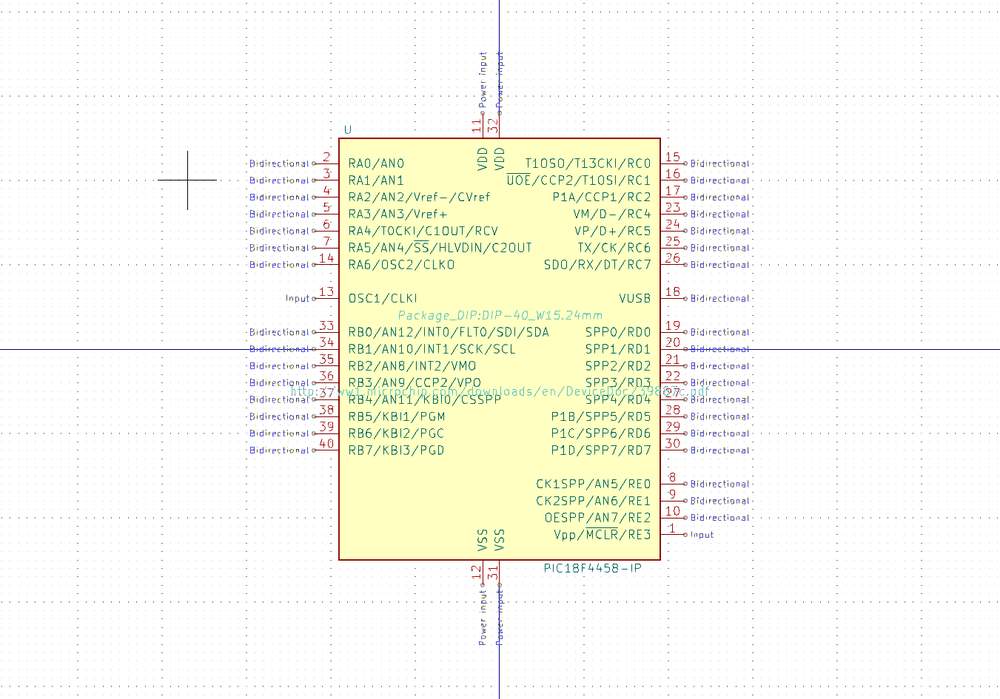 Power input Power input
11 32
U
VDD VDD
Bidirectional 2 RA0/AN0 T1OSO/T13CKI/RC0 15 Bidirectional
Bidirectional 3 RA1/AN1 UOE/CCP2/T1OSI/RC1 16 Bidirectional
Bidirectional 4 RA2/AN2/Vref-/CVref P1A/CCP1/RC2 17 Bidirectional
Bidirectional 5 RA3/AN3/Vref+ VM/D-/RC4 23 Bidirectional
Bidirectional 6 RA4/T0CKI/C1OUT/RCV VP/D+/RC5 24 Bidirectional
Bidirectional 7 RA5/AN4/SS/HLVDIN/C2OUT TX/CK/RC6 25 Bidirectional
Bidirectional 14 RA6/OSC2/CLKO SDO/RX/DT/RC7 26 Bidirectional
Input 13 OSC1/CLKI VUSB 18 Bidirectional
Package_DIP:DIP-40_W15.24mm
Bidirectional 33 RB0/AN12/INT0/FLT0/SDI/SDA SPP0/RD0 19 Bidirectional
Bidirectional 34 RB1/AN10/INT1/SCK/SCL SPP1/RD1 20 Bidirectional
Bidirectional 35 RB2/AN8/INT2/VMO SPP2/RD2 21 Bidirectional
Bidirectional 36 RB3/AN9/CCP2/VPO SPP3/RD3 22 Bidirectional
Bidirectional 37 RB4/AN11/KBI0/CSSPP SPP4/RD4 27 Bidirectional
Bidirectional 38 RB5/KBI1/PGM P1B/SPP5/RD5 28 Bidirectional
Bidirectional 39 RB6/KBI2/PGC P1C/SPP6/RD6 29 Bidirectional
Bidirectional 40 RB7/KBI3/PGD P1D/SPP7/RD7 30 Bidirectional
CK1SPP/AN5/RE0 8 Bidirectional
CK2SPP/AN6/RE1 9 Bidirectional
OESPP/AN7/RE2 10 Bidirectional
Vpp/MCLR/RE3 1 Input
VSS VSS
PIC18F4458-IP
12 31
Power input Power input